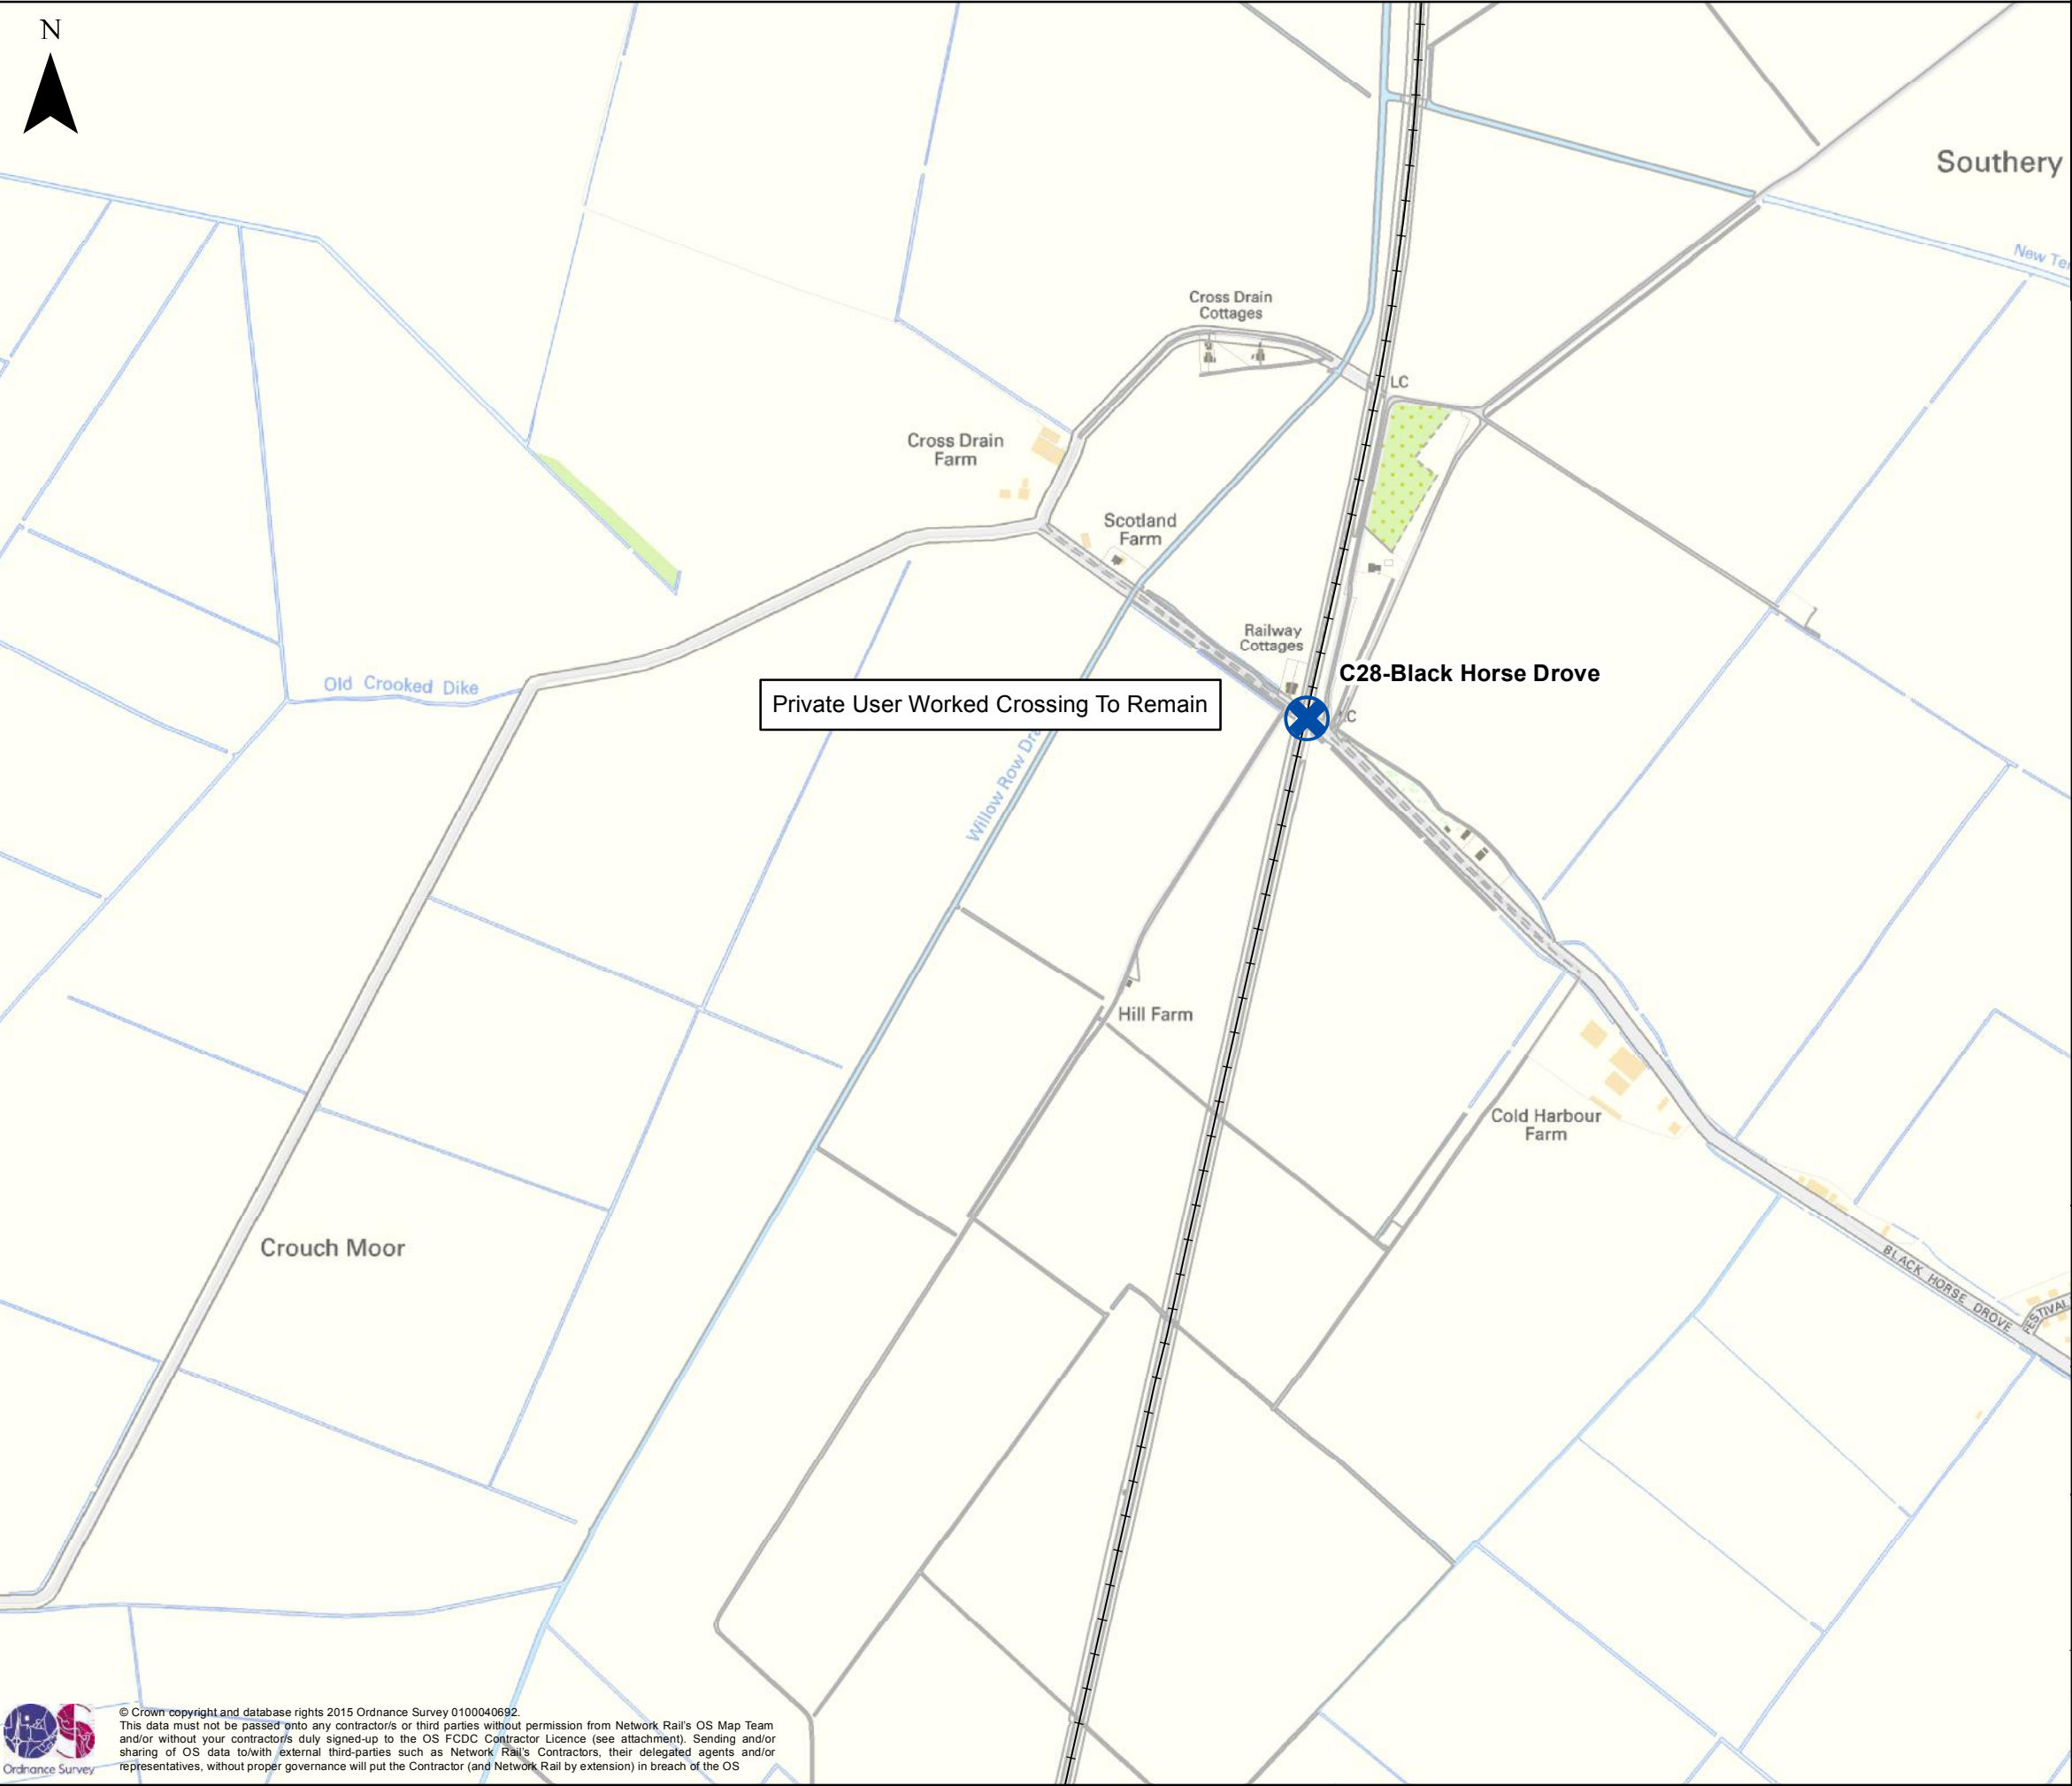 N
Southery
New Te
Cross Drain
Cottages
LC
Cross Drain
Farm
Scotland
Farm
Railway
Cottages
C28-Black Horse Drove
Old Crooked Dike
Private User Worked Crossing To Remain
LC
Willow Row Dra
Hill Farm
Cold Harbour
Farm
Crouch Moor
BLACK HORSE DROVE
FESTIVAL
© Crown copyright and database rights 2015 Ordnance Survey 0100040692.
This data must not be passed onto any contractor/s or third parties without permission from Network Rail's OS Map Team
and/or without your contractor/s duly signed-up to the OS FCDC Contractor Licence (see attachment). Sending and/or
sharing of OS data to/with external third-parties such as Network Rail's Contractors, their delegated agents and/or
representatives, without proper governance will put the Contractor (and Network Rail by extension) in breach of the OS
Ordnance Survey